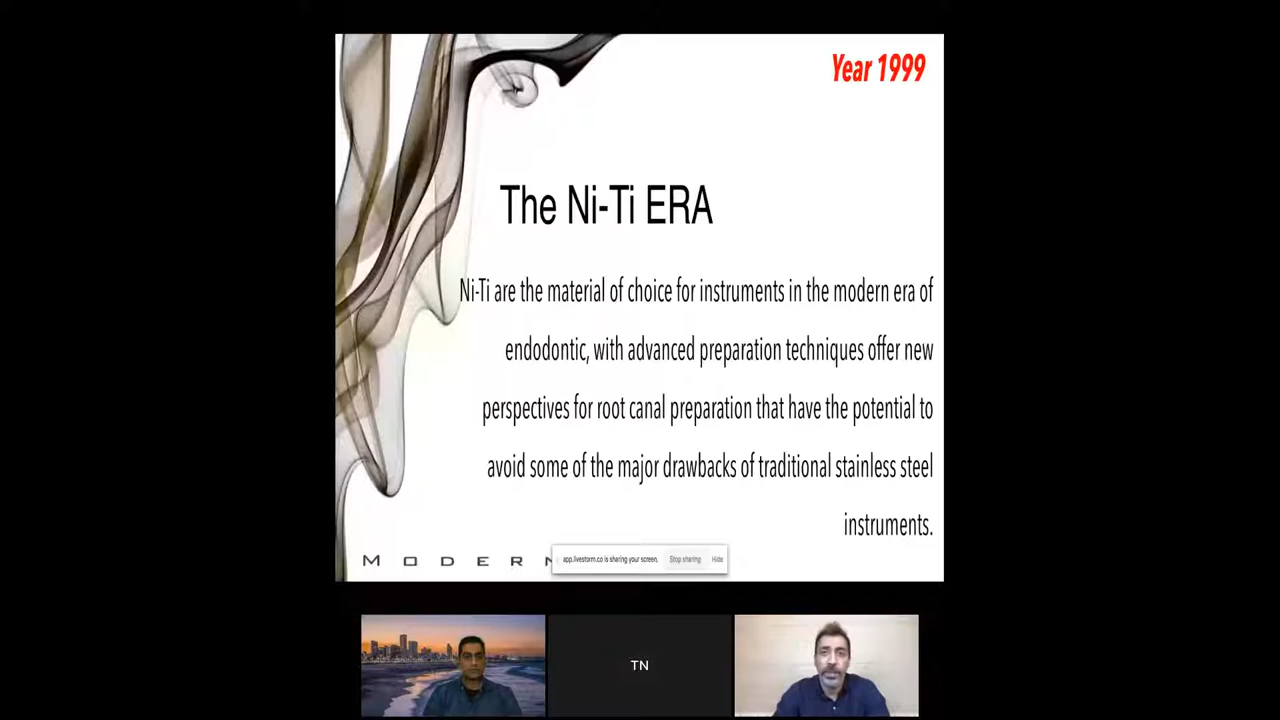 Year 1999
The Ni-Ti ERA
Ni-Ti are the material of choice for instruments in the modern era of
endodontic, with advanced preparation techniques offer new
perspectives for root canal preparation that have the potential to
avoid some of the major drawbacks of traditional stainless steel
instruments.
MODERN
app.livestorm.co is sharing your screen. Stop sharing Hide
TN